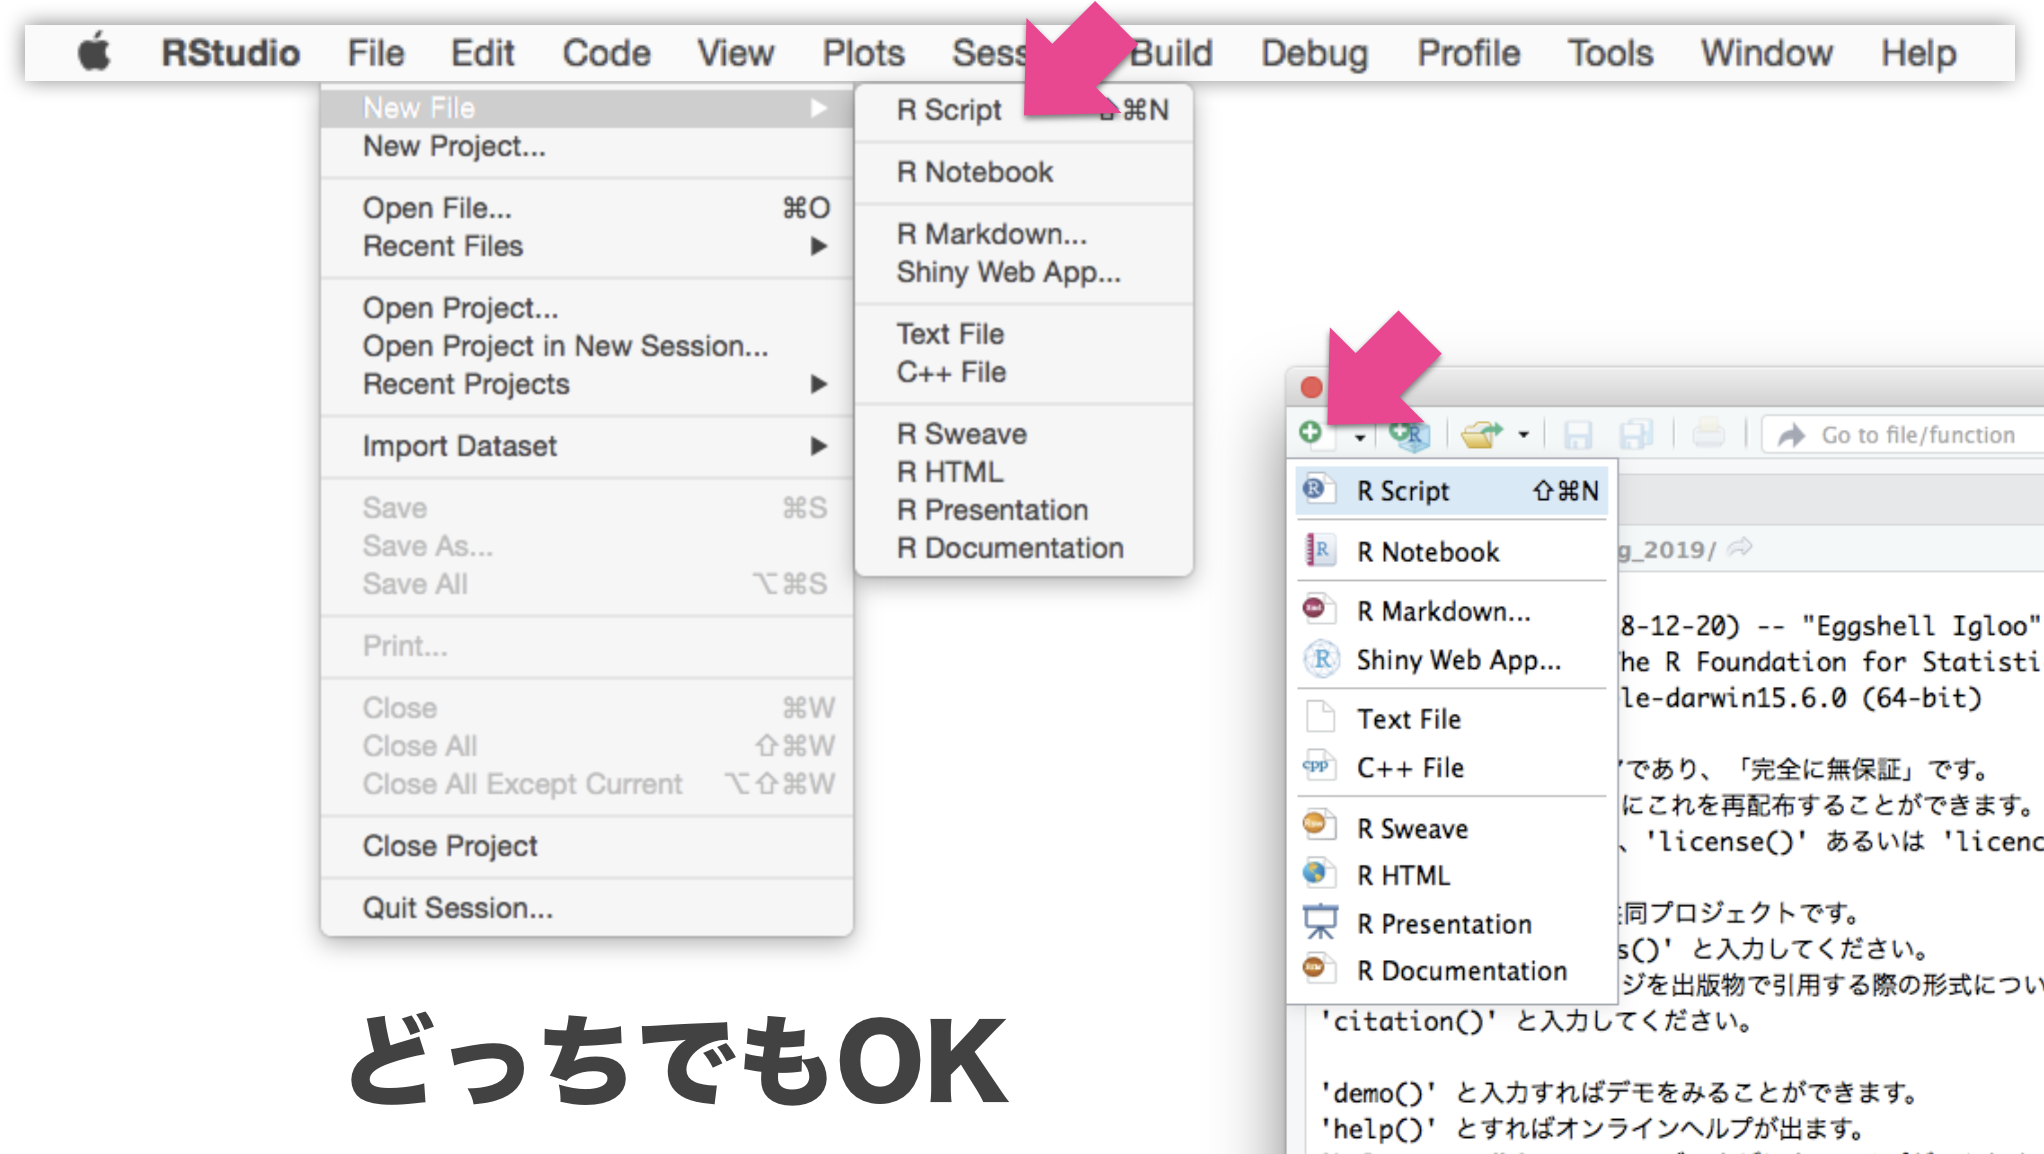 RStudio File Edit Code View Plots Sess Build Debug Profile Tools Window Help
New File
New Project...
Open File... ⌘O
Recent Files
Open Project...
Open Project in New Session...
Recent Projects
Import Dataset
Save ⌘S
Save As...
Save All ⌥⌘S
Print...
Close ⌘W
Close All ⇧⌘W
Close All Except Current ⌥⇧⌘W
Close Project
Quit Session...
R Script ⇧⌘N
R Notebook
R Markdown...
Shiny Web App...
Text File
C++ File
R Sweave
R HTML
R Presentation
R Documentation
どっちでもOK
Go to file/function
R Script ⇧⌘N
R Notebook
R Markdown...
Shiny Web App...
Text File
C++ File
R Sweave
R HTML
R Presentation
R Documentation
g_2019/
8-12-20) -- "Eggshell Igloo"
he R Foundation for Statisti
le-darwin15.6.0 (64-bit)
であり、「完全に無保証」です。
にこれを再配布することができます。
、'license()' あるいは 'licenc
同プロジェクトです。
s()' と入力してください。
ジを出版物で引用する際の形式につい
'citation()' と入力してください。
'demo()' と入力すればデモをみることができます。
'help()' とすればオンラインヘルプが出ます。